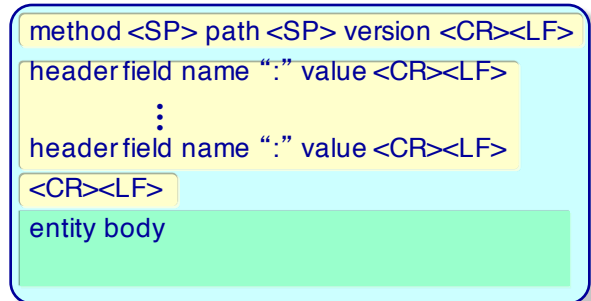 method <SP> path <SP> version <CR><LF>
header field name “:” value <CR><LF>
⋮
header field name “:” value <CR><LF>
<CR><LF>
entity body